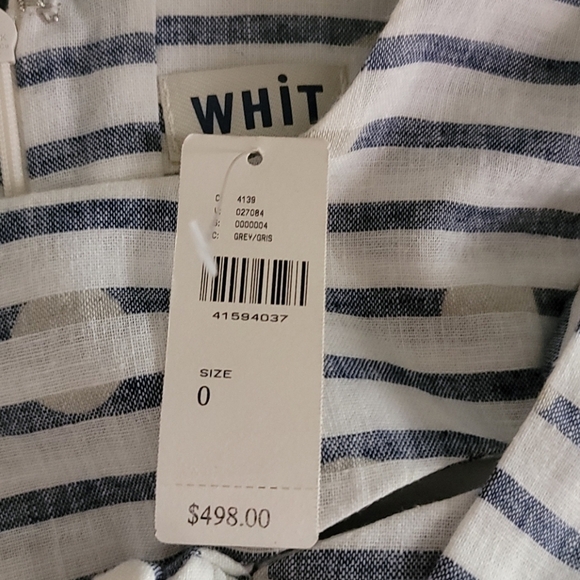 WHiT
4139
027084
0000004
C: GREY/GRIS
41594037
SIZE
0
$498.00